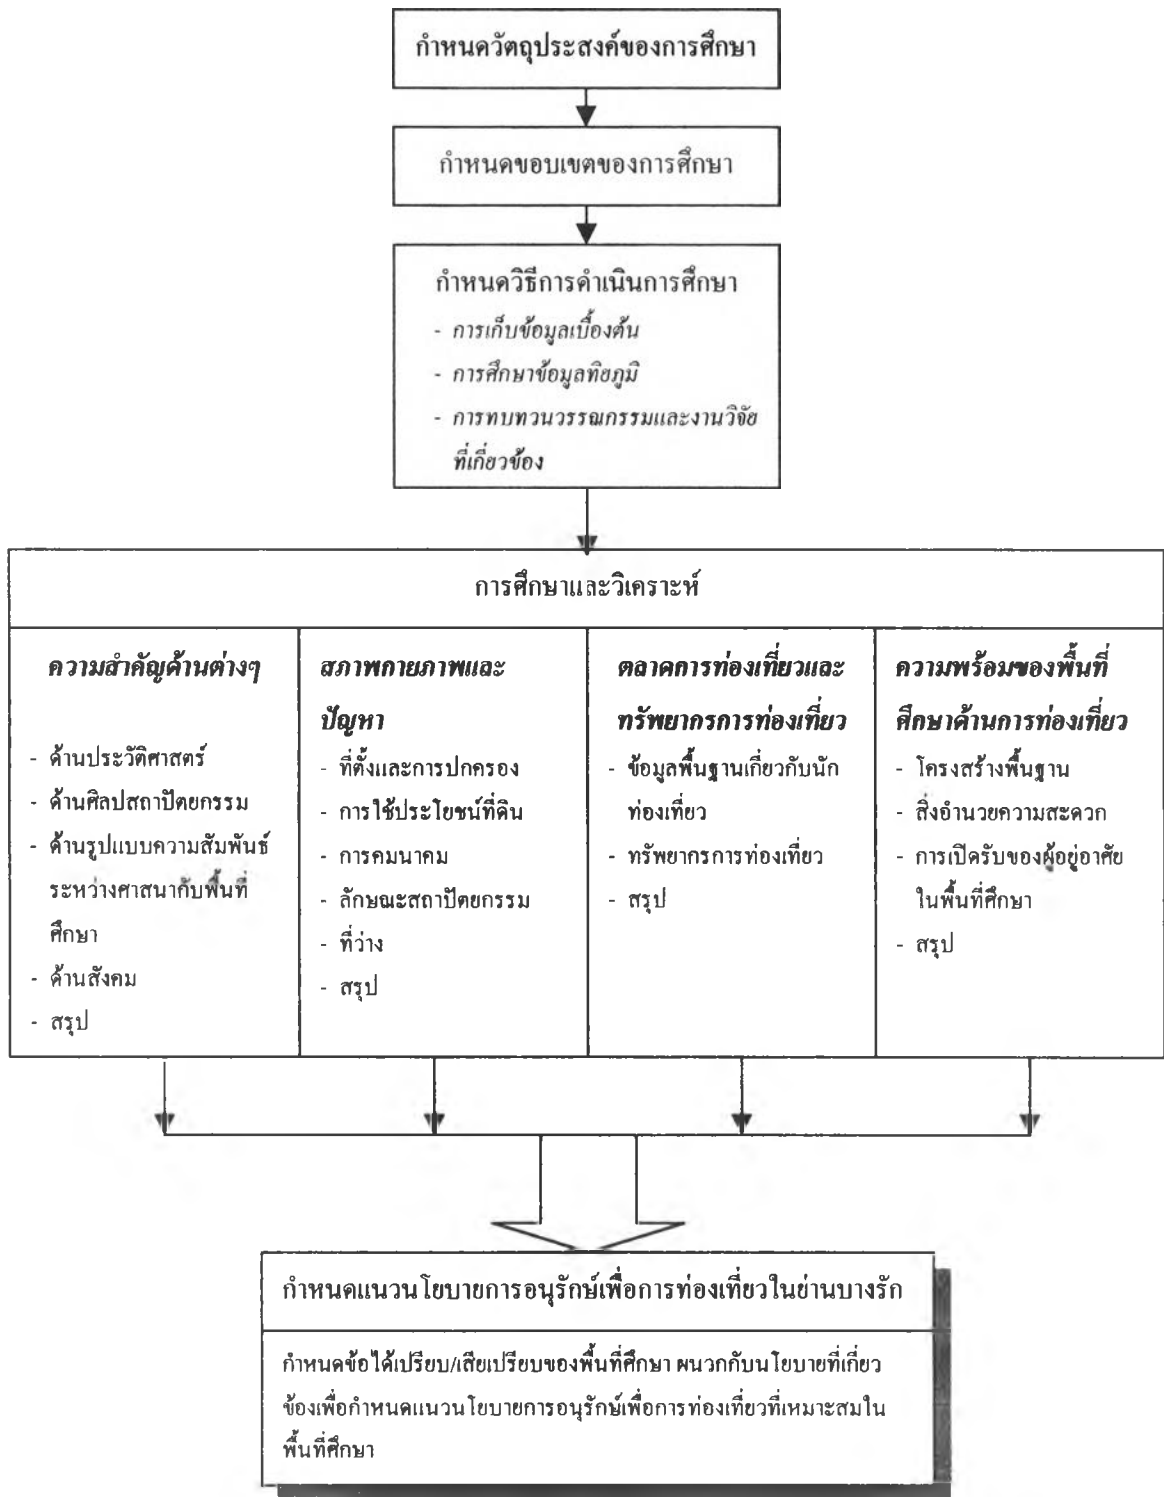 กำหนดวัตถุประสงค์ของการศึกษา
กำหนดขอบเขตของการศึกษา
กำหนดวิธีการดำเนินการศึกษา
- การเก็บข้อมูลเบื้องต้น
- การศึกษาข้อมูลทิยภูมิ
- การทบทวนวรรณกรรมและงานวิจัย
ที่เกี่ยวข้อง
การศึกษาและวิเคราะห์
ความสำคัญด้านต่างๆ
- ด้านประวัติศาสตร์
- ด้านศิลปสถาปัตยกรรม
- ด้านรูปแบบความสัมพันธ์
ระหว่างศาสนากับพื้นที่
ศึกษา
- ด้านสังคม
- สรุป
สภาพกายภาพและ
ปัญหา
- ที่ตั้งและการปกครอง
- การใช้ประโยชน์ที่ดิน
- การคมนาคม
- ลักษณะสถาปัตยกรรม
- ที่ว่าง
- สรุป
ตลาดการท่องเที่ยวและ
ทรัพยากรการท่องเที่ยว
- ข้อมูลพื้นฐานเกี่ยวกับนัก
ท่องเที่ยว
- ทรัพยากรการท่องเที่ยว
- สรุป
ความพร้อมของพื้นที่
ศึกษาด้านการท่องเที่ยว
- โครงสร้างพื้นฐาน
- สิ่งอำนวยความสะดวก
- การเปิดรับของผู้อยู่อาศัย
ในพื้นที่ศึกษา
- สรุป
กำหนดแนวนโยบายการอนุรักษ์เพื่อการท่องเที่ยวในย่านบางรัก
กำหนดข้อได้เปรียบ/เสียเปรียบของพื้นที่ศึกษา ผนวกกับนโยบายที่เกี่ยว
ข้องเพื่อกำหนดแนวนโยบายการอนุรักษ์เพื่อการท่องเที่ยวที่เหมาะสมใน
พื้นที่ศึกษา